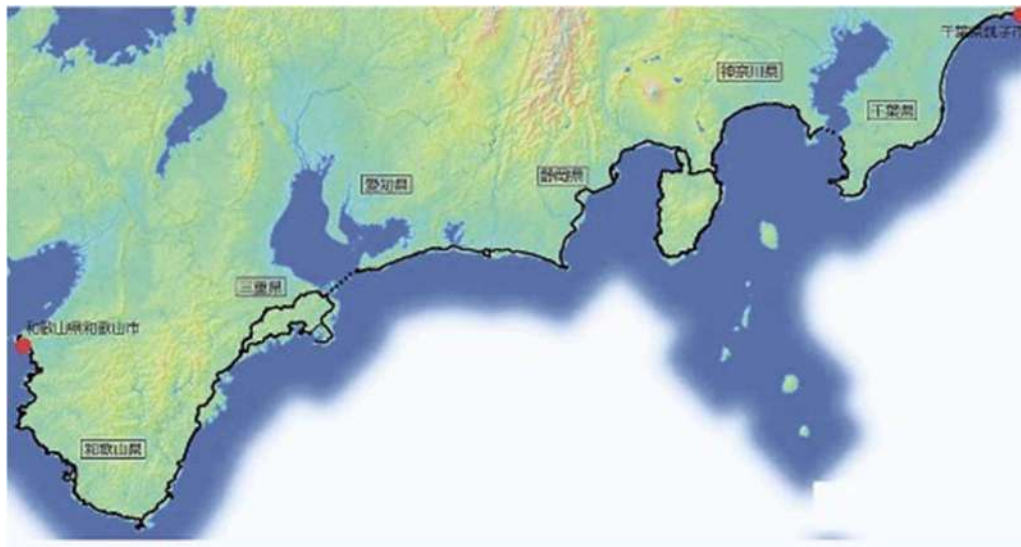 千葉県銚子市
神奈川県
千葉県
静岡県
愛知県
三重県
和歌山県和歌山市
和歌山県